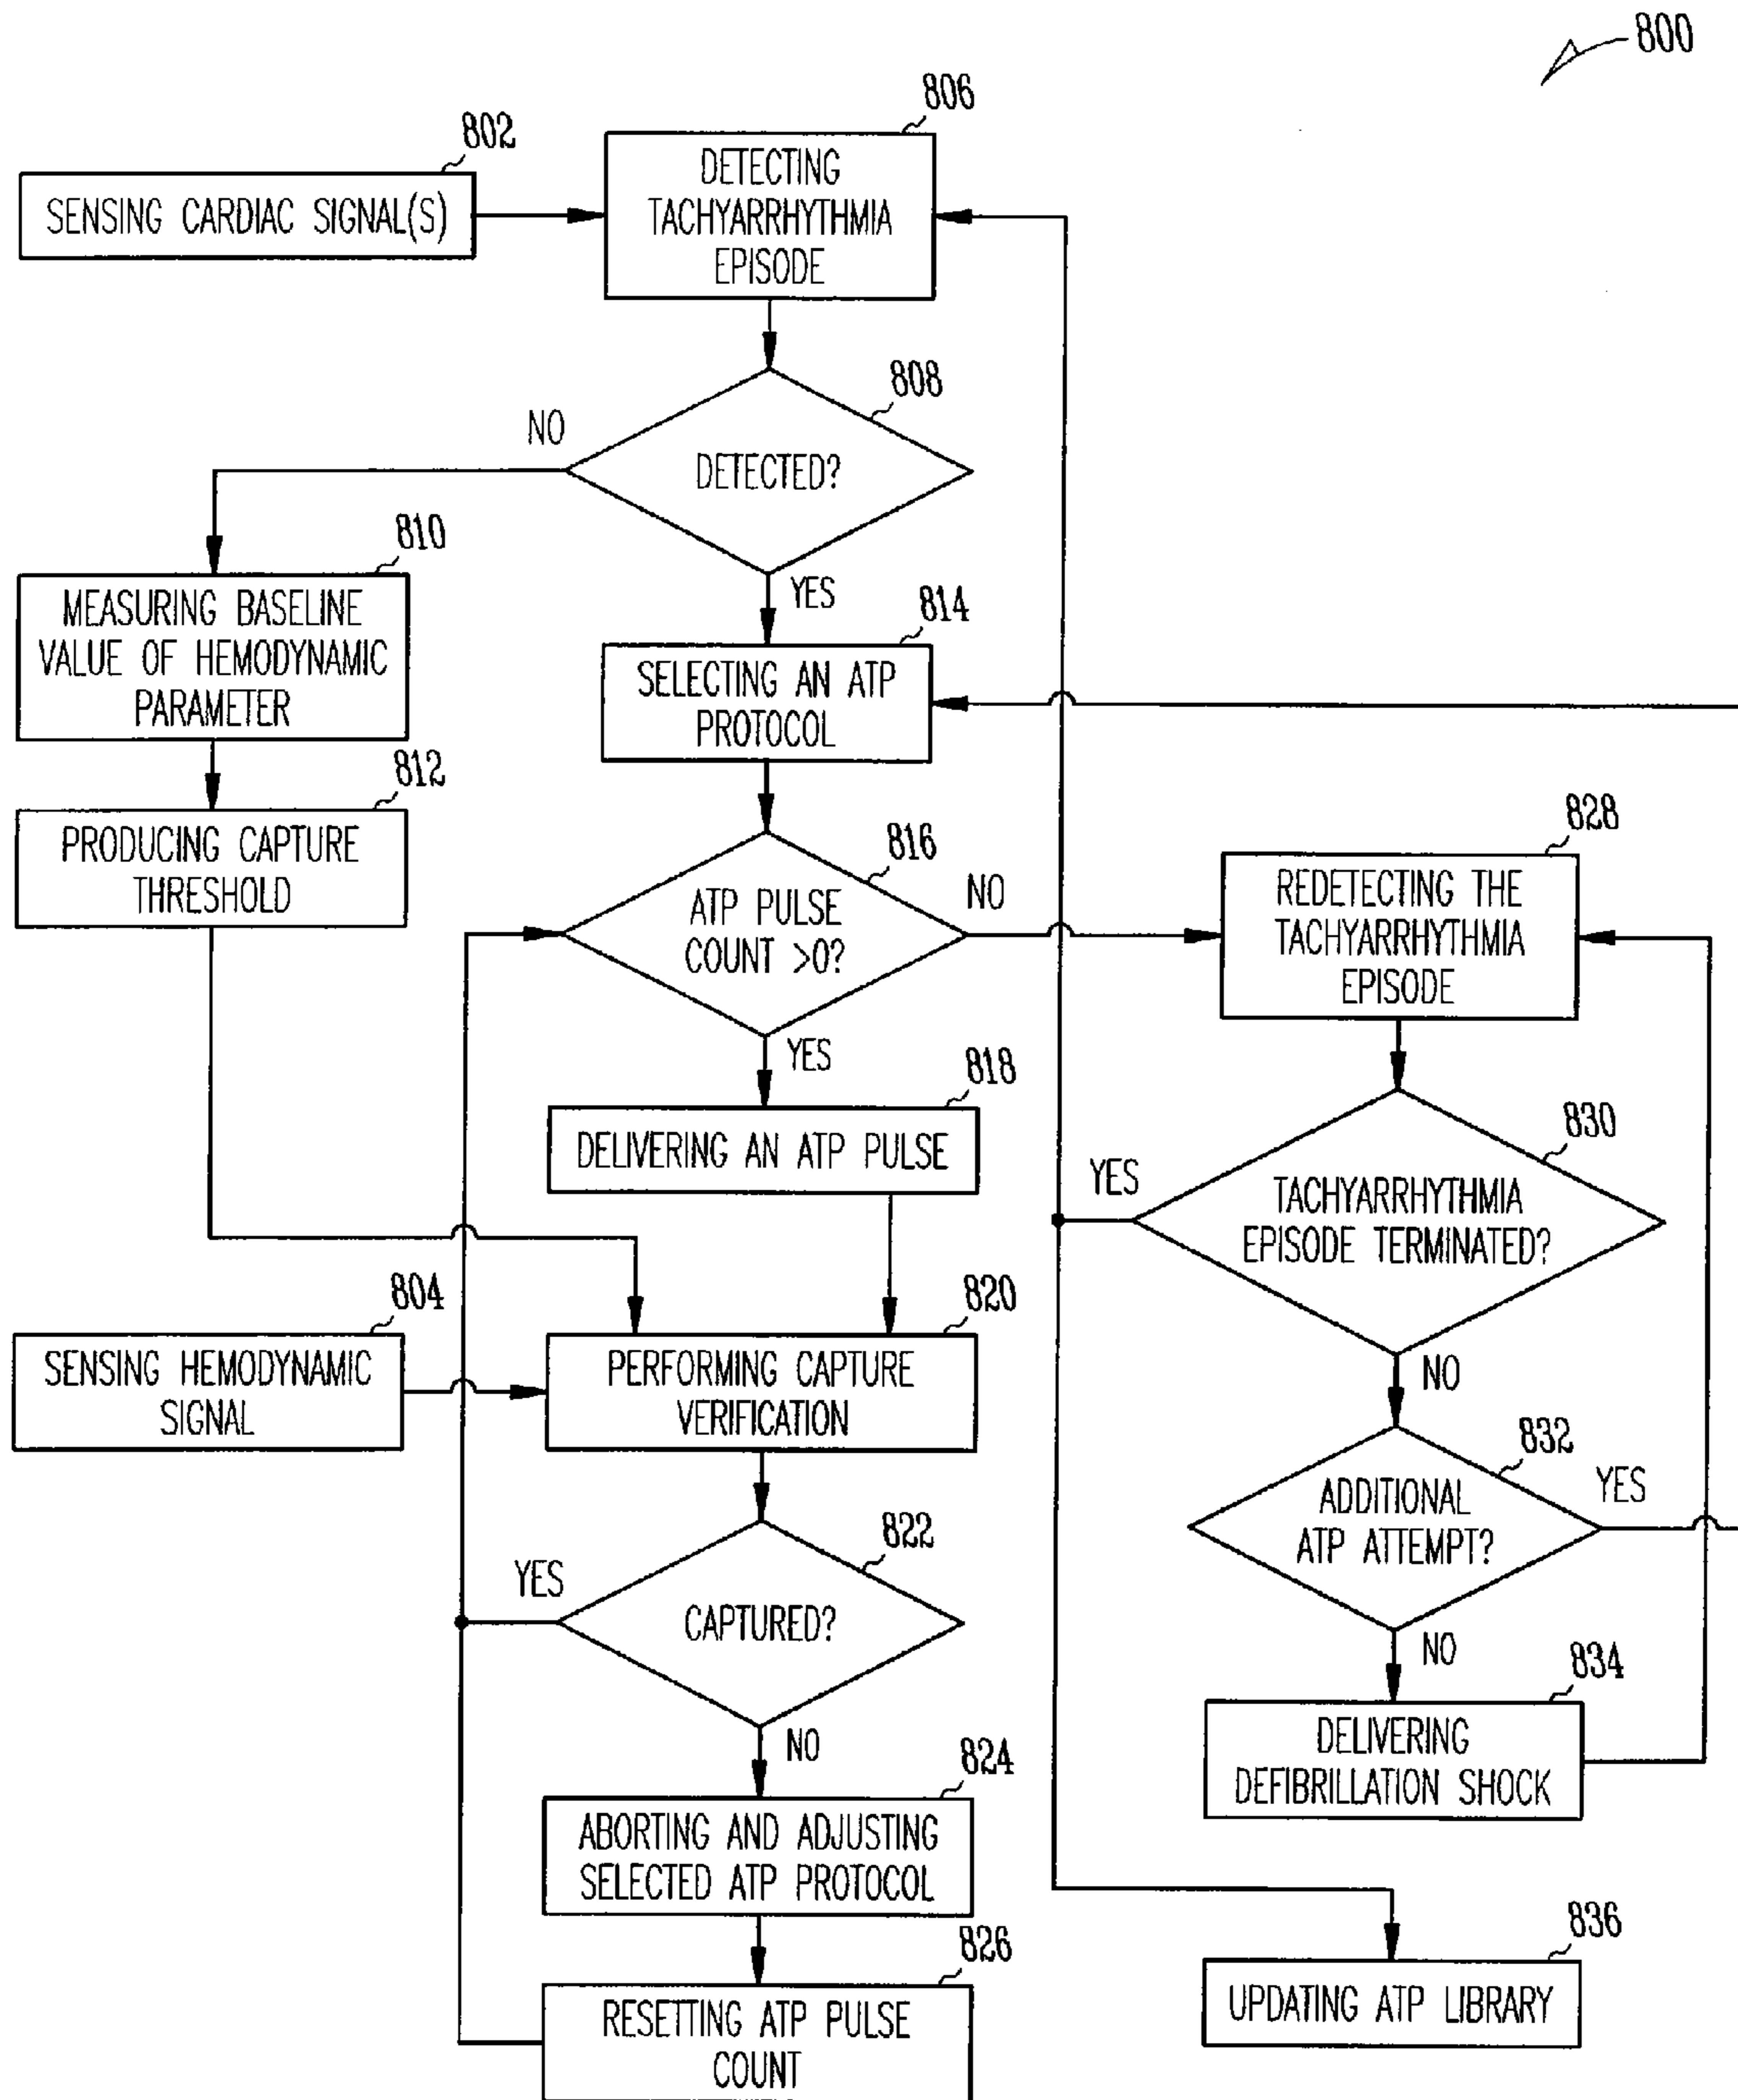 800
806
802
DETECTING
TACHYARRHYTHMIA
EPISODE
SENSING CARDIAC SIGNAL(S)
808
NO
DETECTED?
810
YES
MEASURING BASELINE
VALUE OF HEMODYNAMIC
PARAMETER
814
SELECTING AN ATP
PROTOCOL
812
PRODUCING CAPTURE
THRESHOLD
816
NO
ATP PULSE
COUNT >0?
828
REDETECTING THE
TACHYARRHYTHMIA
EPISODE
YES
818
DELIVERING AN ATP PULSE
830
YES
TACHYARRHYTHMIA
EPISODE TERMINATED?
804
SENSING HEMODYNAMIC
SIGNAL
820
PERFORMING CAPTURE
VERIFICATION
NO
832
ADDITIONAL
ATP ATTEMPT?
YES
822
YES
CAPTURED?
NO
834
DELIVERING
DEFIBRILLATION SHOCK
NO
824
ABORTING AND ADJUSTING
SELECTED ATP PROTOCOL
826
RESETTING ATP PULSE
COUNT
836
UPDATING ATP LIBRARY